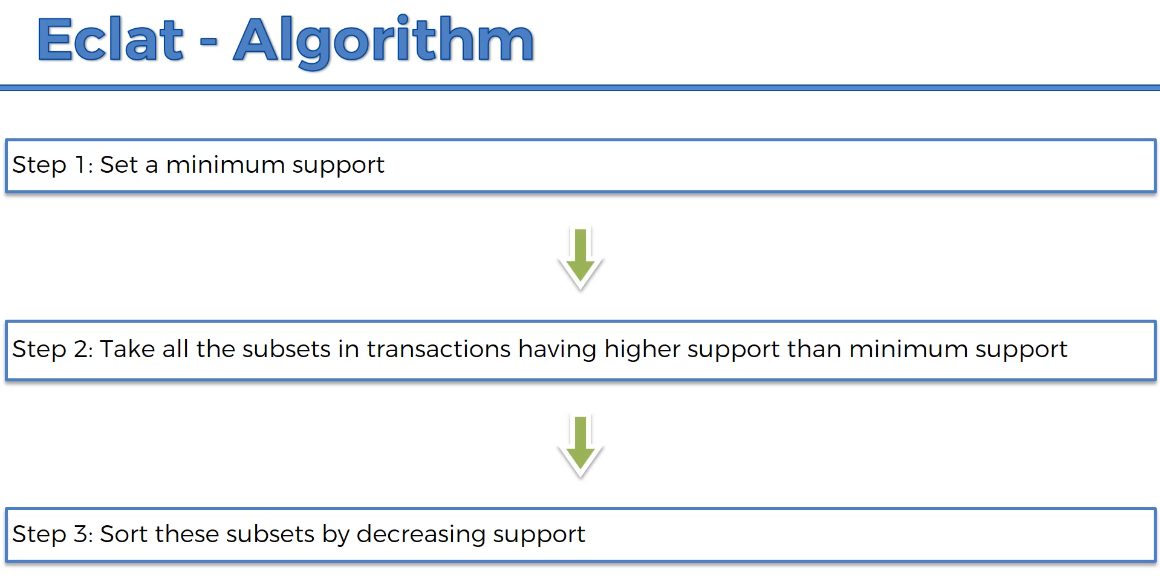 Eclat - Algorithm
Step 1: Set a minimum support
Step 2: Take all the subsets in transactions having higher support than minimum support
Step 3: Sort these subsets by decreasing support